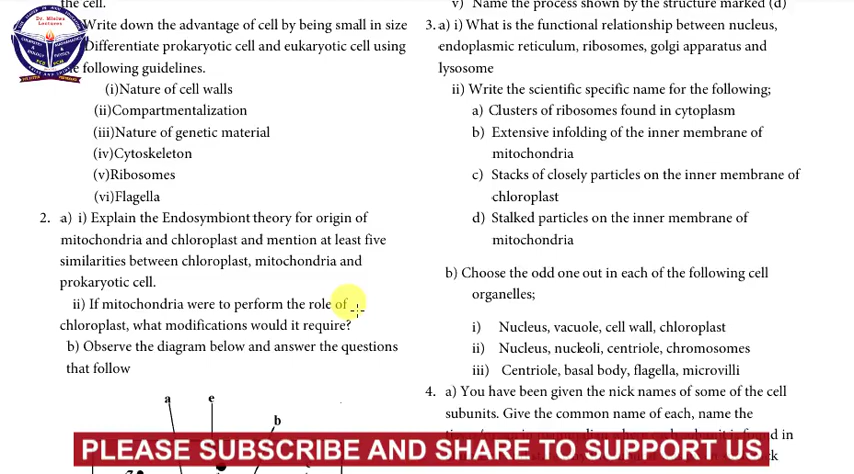 the cell.
Write down the advantage of cell by being small in size
Differentiate prokaryotic cell and eukaryotic cell using
following guidelines.
(i)Nature of cell walls
(ii)Compartmentalization
(iii)Nature of genetic material
(iv)Cytoskeleton
(v)Ribosomes
(vi)Flagella
2. a) i) Explain the Endosymbiont theory for origin of
mitochondria and chloroplast and mention at least five
similarities between chloroplast, mitochondria and
prokaryotic cell.
ii) If mitochondria were to perform the role of
chloroplast, what modifications would it require?
b) Observe the diagram below and answer the questions
that follow
a e
b
v) Name the process shown by the structure marked (d)
3. a) i) What is the functional relationship between nucleus,
endoplasmic reticulum, ribosomes, golgi apparatus and
lysosome
ii) Write the scientific specific name for the following;
a) Clusters of ribosomes found in cytoplasm
b) Extensive infolding of the inner membrane of
mitochondria
c) Stacks of closely particles on the inner membrane of
chloroplast
d) Stalked particles on the inner membrane of
mitochondria
b) Choose the odd one out in each of the following cell
organelles;
i) Nucleus, vacuole, cell wall, chloroplast
ii) Nucleus, nucleoli, centriole, chromosomes
iii) Centriole, basal body, flagella, microvilli
4. a) You have been given the nick names of some of the cell
subunits. Give the common name of each, name the
PLEASE SUBSCRIBE AND SHARE TO SUPPORT US
Dr. Mlelwa
Lectures